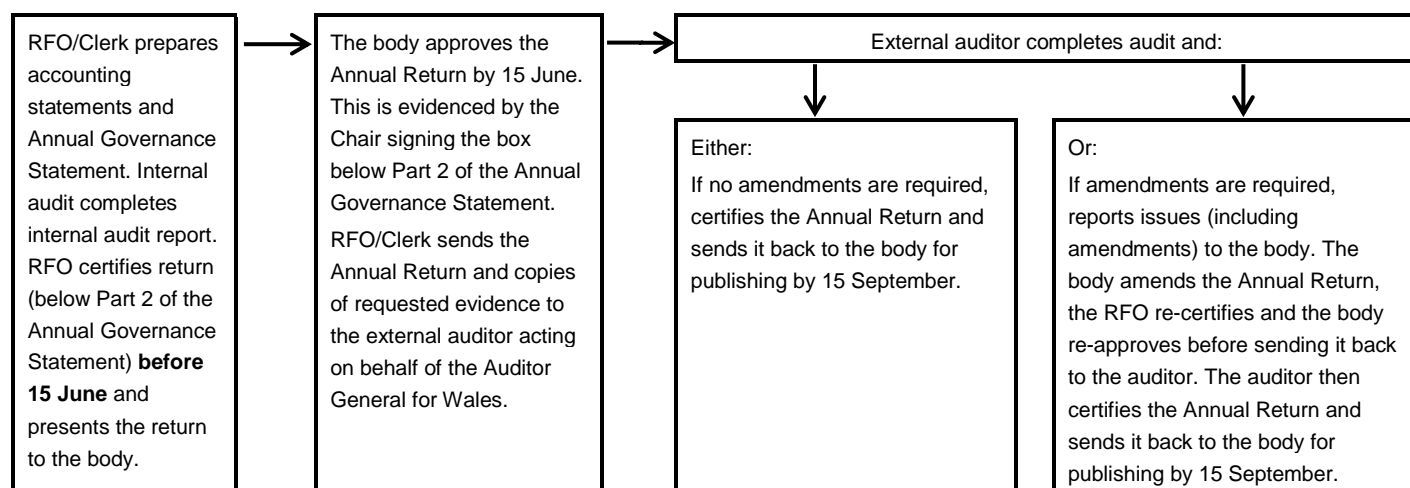 RFO/Clerk prepares
accounting
statements and
Annual Governance
Statement. Internal
audit completes
internal audit report.
RFO certifies return
(below Part 2 of the
Annual Governance
Statement) before
15 June and
presents the return
to the body.
The body approves the
Annual Return by 15 June.
This is evidenced by the
Chair signing the box
below Part 2 of the Annual
Governance Statement.
RFO/Clerk sends the
Annual Return and copies
of requested evidence to
the external auditor acting
on behalf of the Auditor
General for Wales.
External auditor completes audit and:
Either:
If no amendments are required,
certifies the Annual Return and
sends it back to the body for
publishing by 15 September.
Or:
If amendments are required,
reports issues (including
amendments) to the body. The
body amends the Annual Return,
the RFO re-certifies and the body
re-approves before sending it back
to the auditor. The auditor then
certifies the Annual Return and
sends it back to the body for
publishing by 15 September.